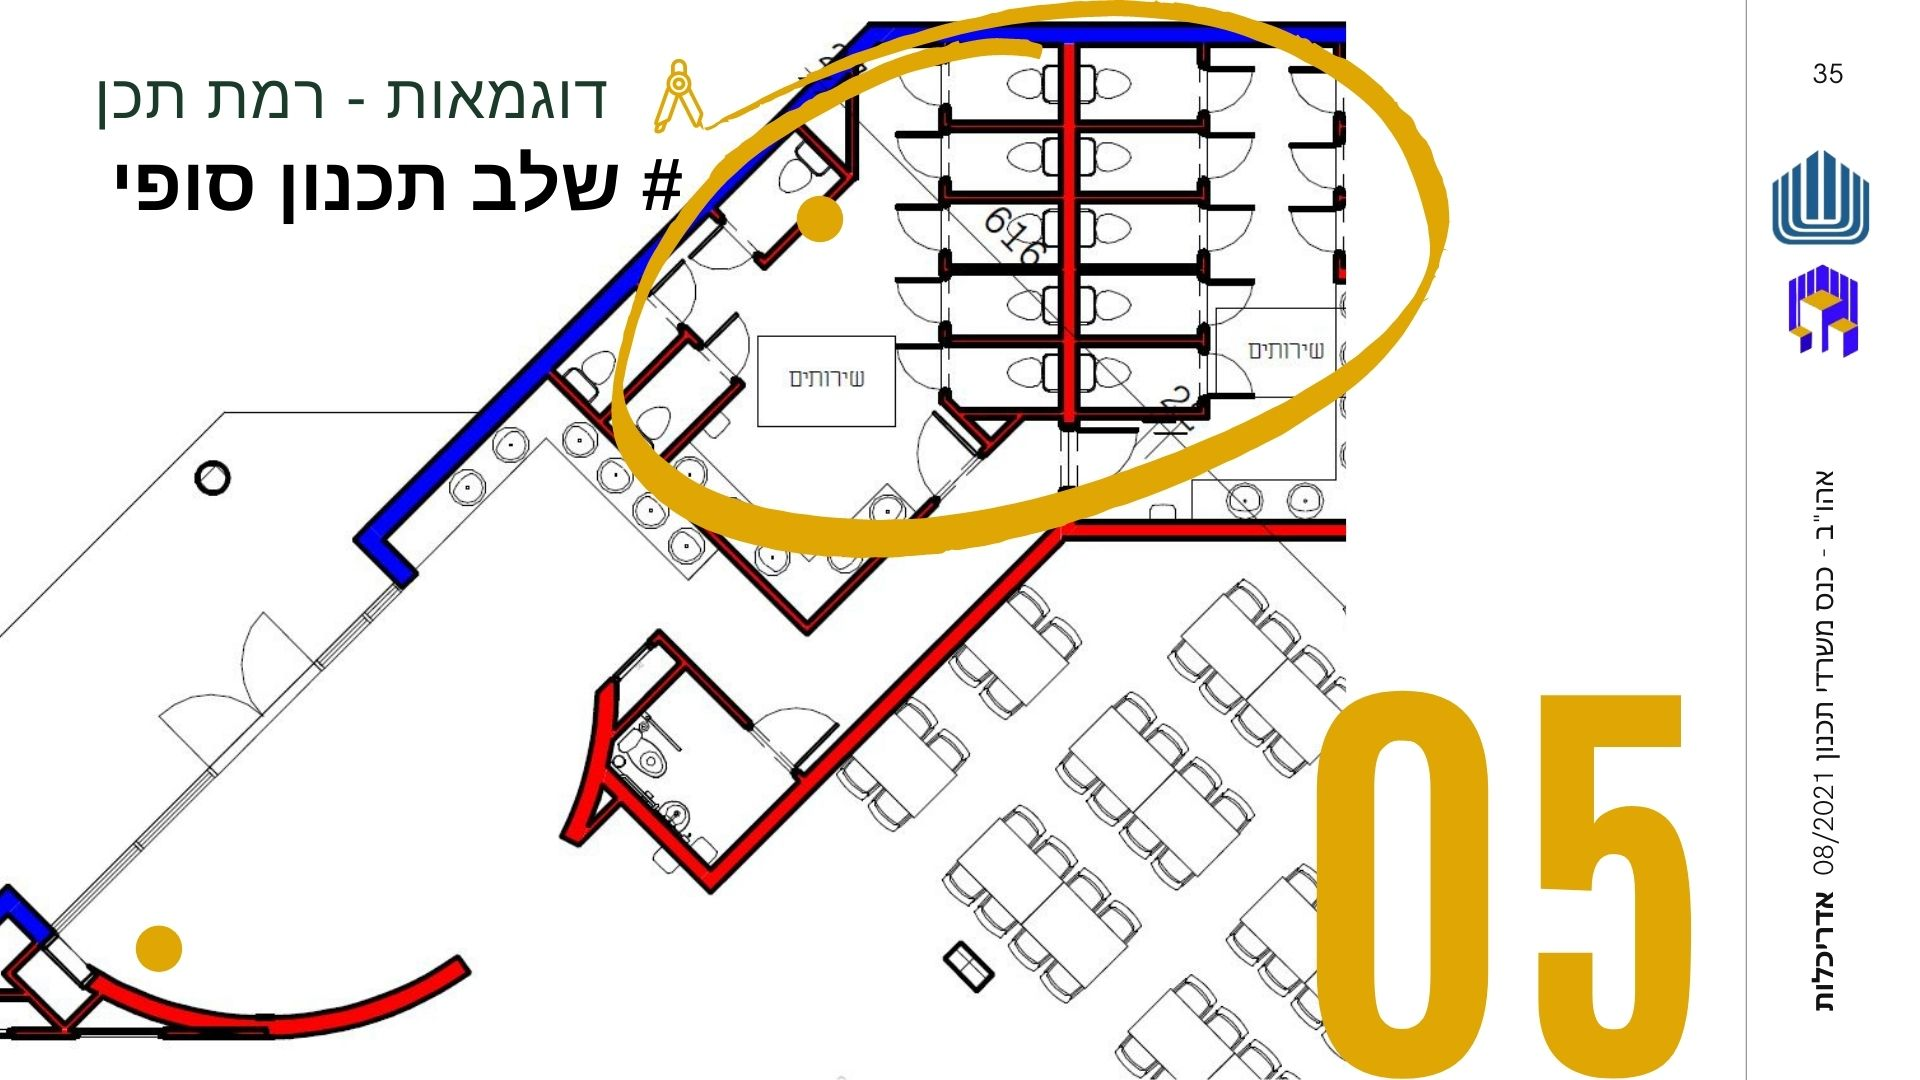 דוגמאות - רמת תכן
# שלב תכנון סופי
35
616
שירותים
שירותים
אדריכלות 08/2021 אהו"ב - כנס משרדי תכנון
05